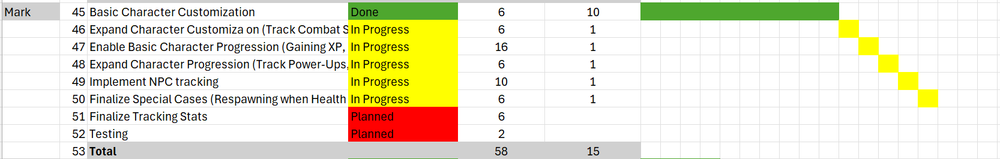 Mark 45 Basic Character Customization Done 6 10
46 Expand Character Customiza on (Track Combat S In Progress 6 1
47 Enable Basic Character Progression (Gaining XP, In Progress 16 1
48 Expand Character Progression (Track Power-Ups, In Progress 6 1
49 Implement NPC tracking In Progress 10 1
50 Finalize Special Cases (Respawning when Health In Progress 6 1
51 Finalize Tracking Stats Planned 6
52 Testing Planned 2
53 Total 58 15